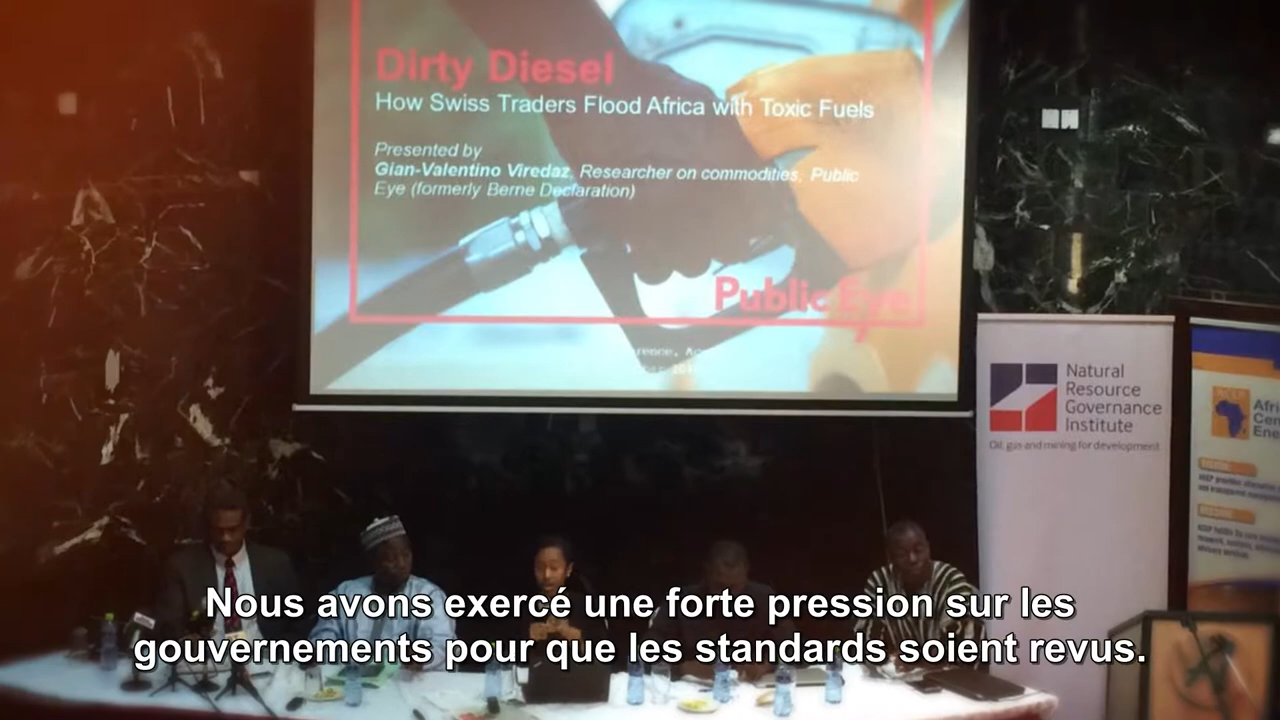 Dirty Diesel
How Swiss Traders Flood Africa with Toxic Fuels
Presented by
Gian-Valentino Viredaz, Researcher on commodities, Public
Eye (formerly Berne Declaration)
Public Eye
Natural
Resource
Governance
Institute
Oil, gas and mining for development
Nous avons exercé une forte pression sur les
gouvernements pour que les standards soient revus.